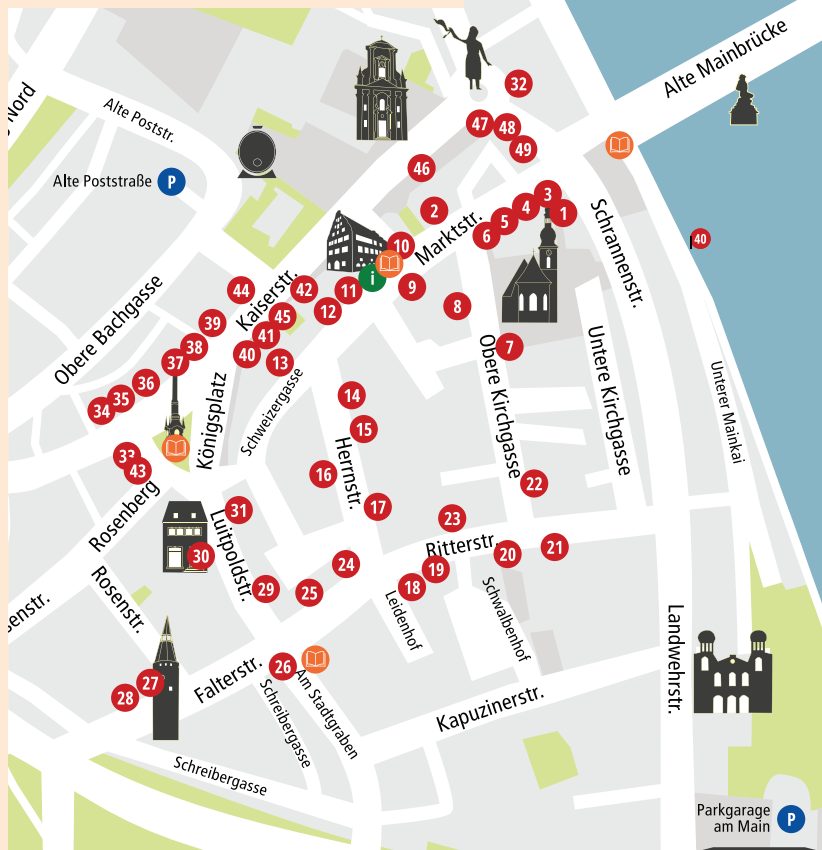 32
Alte Mainbrücke
Nord
Alte Poststr.
47
48
49
46
Alte Poststraße P
3
4
1
2
5
6
Marktstr.
Schrannenstr.
10
40
i
9
11
42
44
Kaiserstr.
12
8
45
39
41
Obere Bachgasse
38
40
37
13
7
36
35
34
Königsplatz
Schweizergasse
Obere Kirchgasse
Untere Kirchgasse
Unterer Mainkai
14
15
Herrnstr.
33
43
16
22
Rosenberg
31
17
23
Luitpoldstr.
30
Ritterstr.
20
21
24
19
18
29
25
Rosenstr.
senstr.
Leidenhof
Schwalbenhof
Landwehrstr.
26
Falterstr.
Am Stadtgraben
27
28
Schreibergasse
Kapuzinerstr.
Schreibergasse
Parkgarage
am Main P